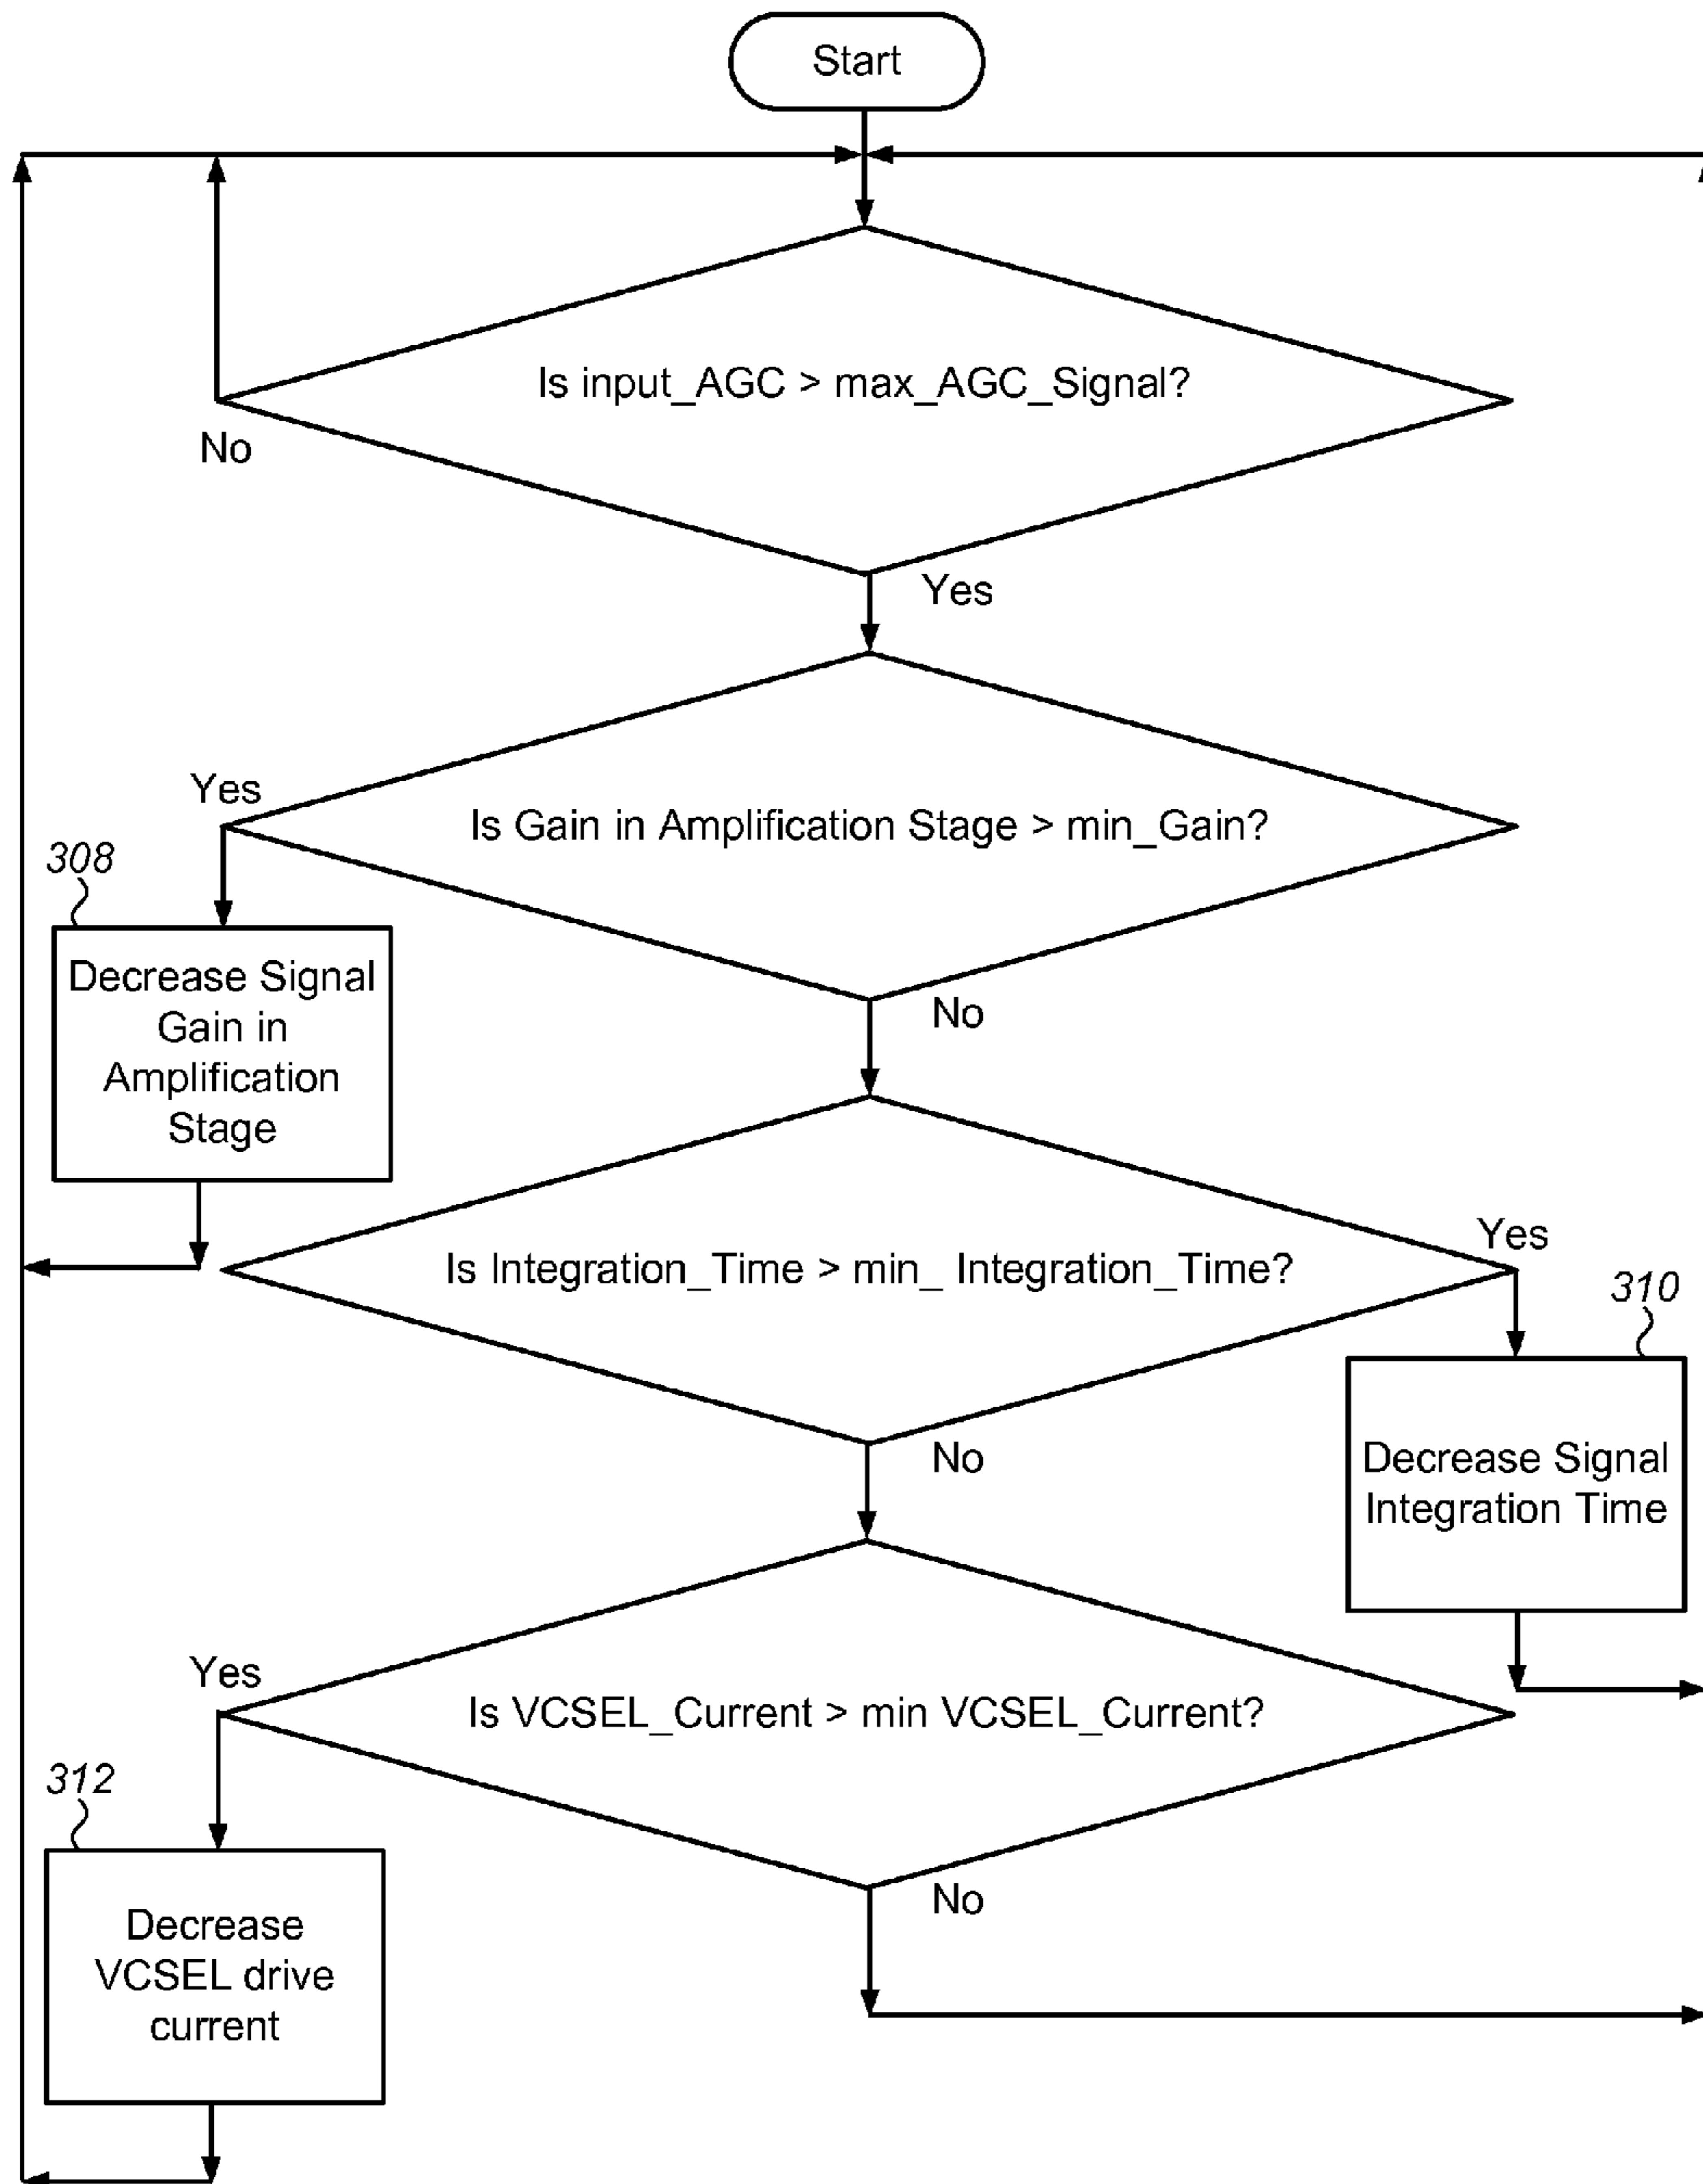 Start
Is input_AGC > max_AGC_Signal?
No
Yes
Yes
Is Gain in Amplification Stage > min_Gain?
308
Decrease Signal
Gain in
Amplification
Stage
No
Yes
Is Integration_Time > min_ Integration_Time?
310
Decrease Signal
Integration Time
No
Yes
Is VCSEL_Current > min VCSEL_Current?
312
Decrease
VCSEL drive
current
No